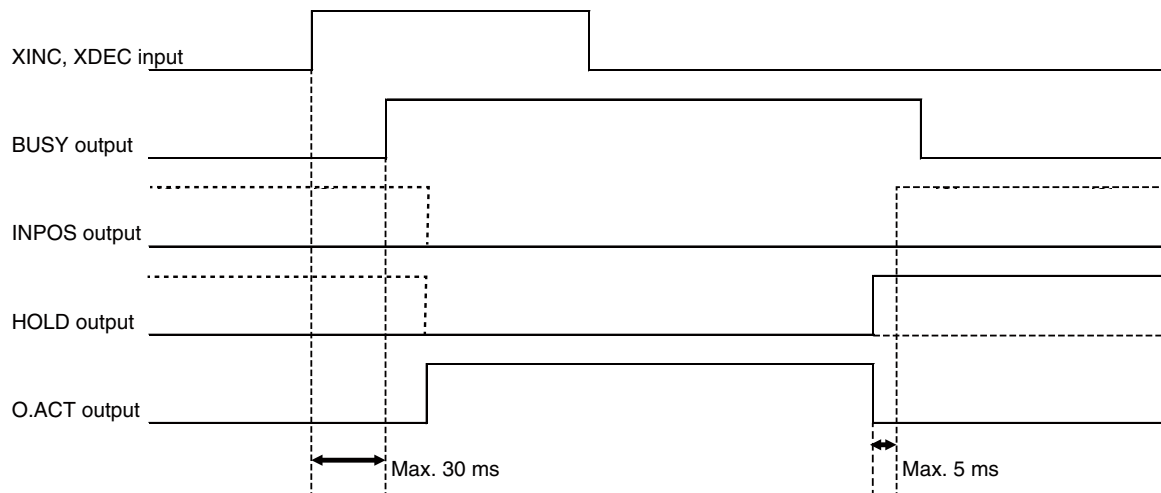 XINC, XDEC input
BUSY output
INPOS output
HOLD output
O.ACT output
Max. 30 ms
Max. 5 ms